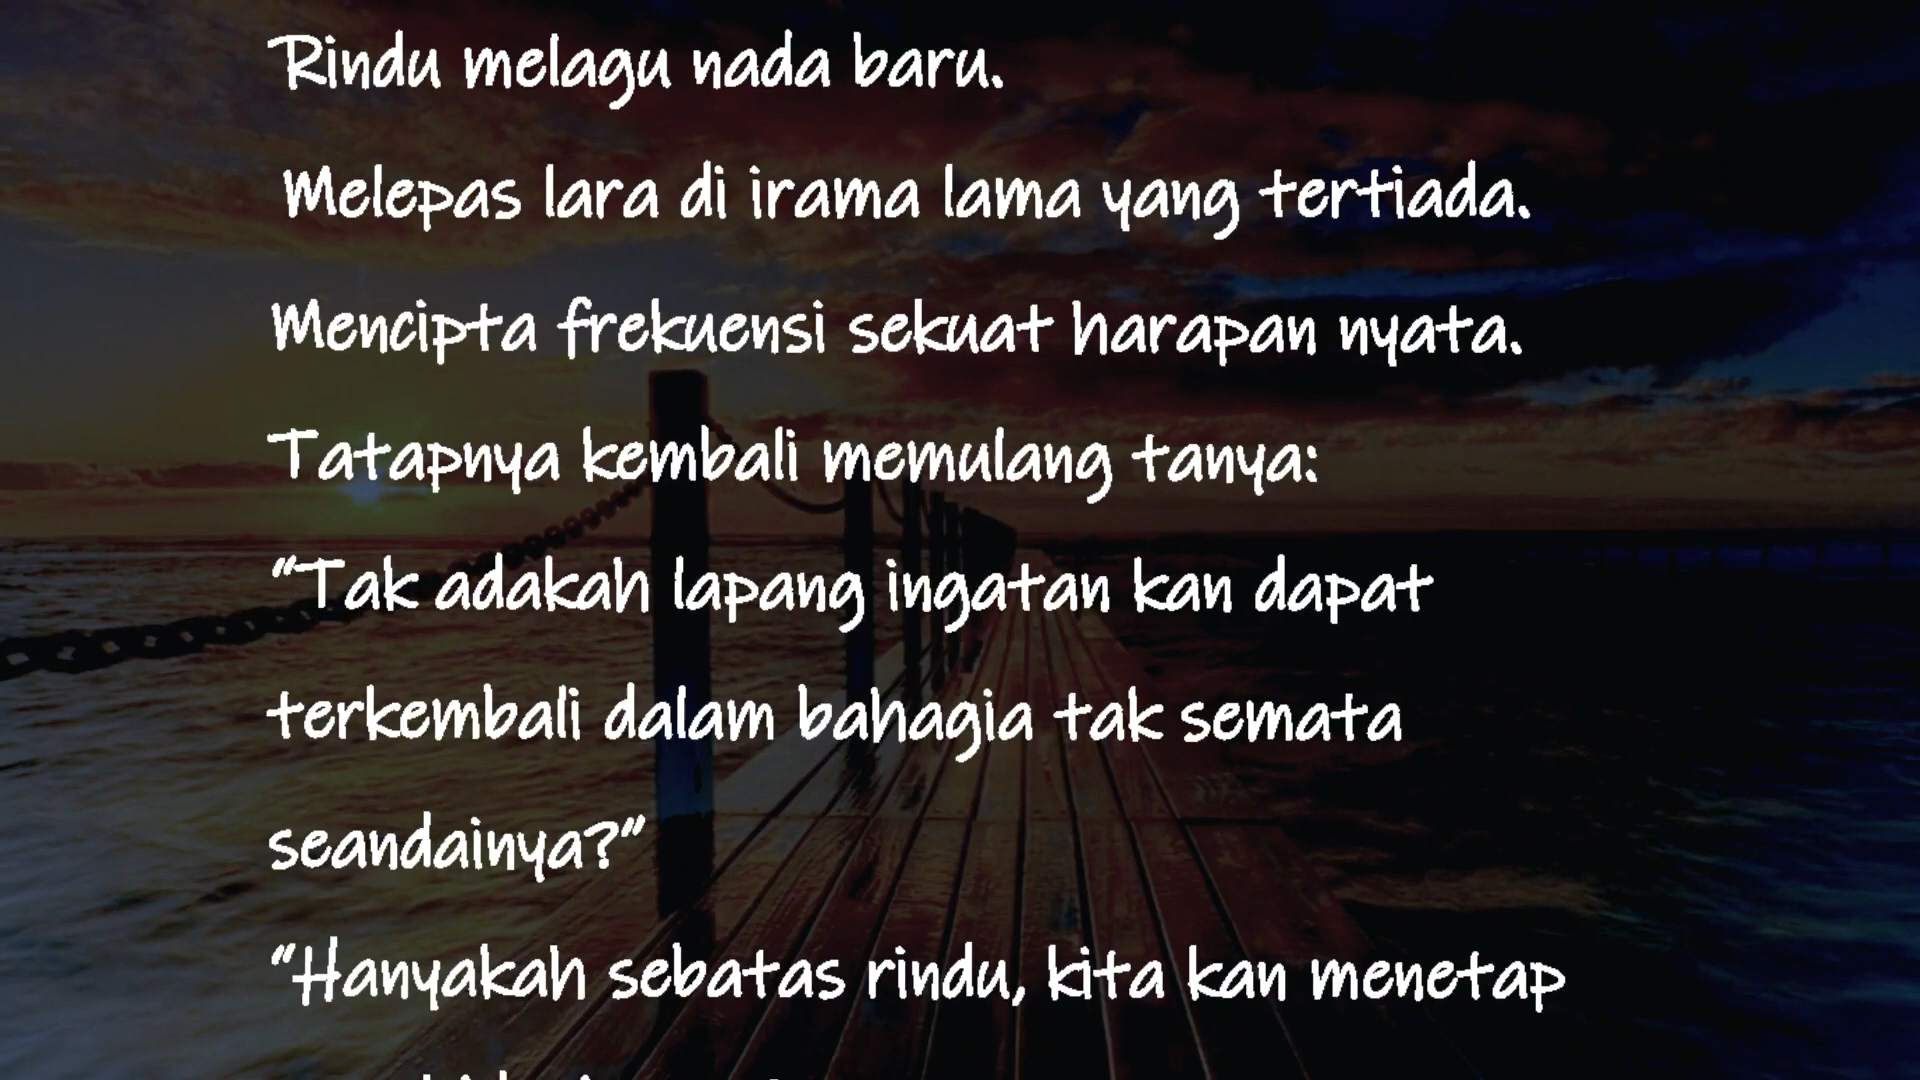 Rindu melagu nada baru.
Melepas lara di irama lama yang tertiada.
Mencipta frekuensi sekuat harapan nyata.
Tatapnya kembali memulang tanya:
“Tak adakah lapang ingatan kan dapat
terkembali dalam bahagia tak semata
seandainya?”
“Hanyakah sebatas rindu, kita kan menetap